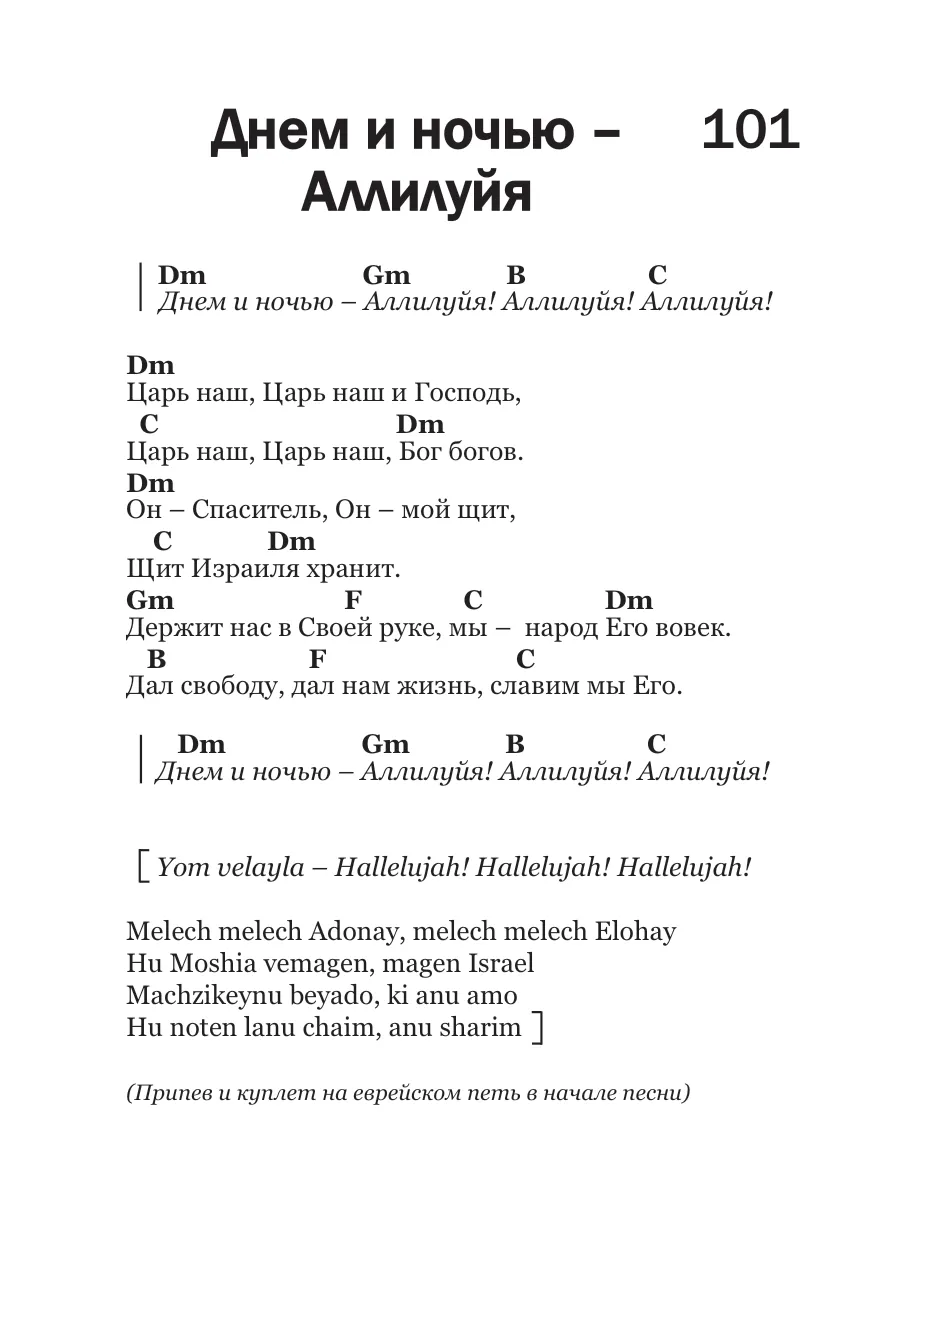 Днем и ночью – 101
Аллилуйя
Dm Gm B C
Днем и ночью – Аллилуйя! Аллилуйя! Аллилуйя!
Dm
Царь наш, Царь наш и Господь,
C Dm
Царь наш, Царь наш, Бог богов.
Dm
Он – Спаситель, Он – мой щит,
C Dm
Щит Израиля хранит.
Gm F C Dm
Держит нас в Своей руке, мы – народ Его вовек.
B F C
Дал свободу, дал нам жизнь, славим мы Его.
Dm Gm B C
Днем и ночью – Аллилуйя! Аллилуйя! Аллилуйя!
[ Yom velayla – Hallelujah! Hallelujah! Hallelujah!
Melech melech Adonay, melech melech Elohay
Hu Moshia vemagen, magen Israel
Machzikeynu beyado, ki anu amo
Hu noten lanu chaim, anu sharim ]
(Припев и куплет на еврейском петь в начале песни)